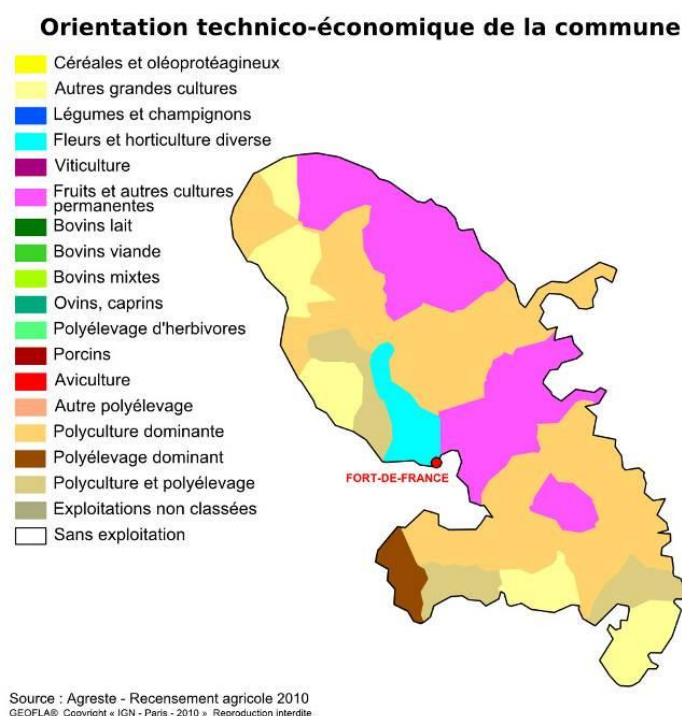 Orientation technico-économique de la commune
Céréales et oléoprotéagineux
Autres grandes cultures
Légumes et champignons
Fleurs et horticulture diverse
Viticulture
Fruits et autres cultures
permanentes
Bovins lait
Bovins viande
Bovins mixtes
Ovins, caprins
Polyélevage d'herbivores
Porcins
Aviculture
Autre polyélevage
Polyculture dominante
Polyélevage dominant
Polyculture et polyélevage
Exploitations non classées
Sans exploitation
FORT-DE-FRANCE
Source : Agreste - Recensement agricole 2010
GEOFLA® Copyright « IGN - Paris - 2010 » Reproduction interdite